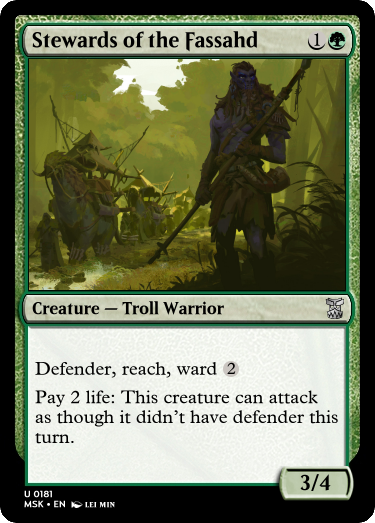 Stewards of the Fassahd 1
Creature — Troll Warrior
Defender, reach, ward 2
Pay 2 life: This creature can attack
as though it didn't have defender this
turn.
3/4
U 0181
MSK • EN LEI MIN